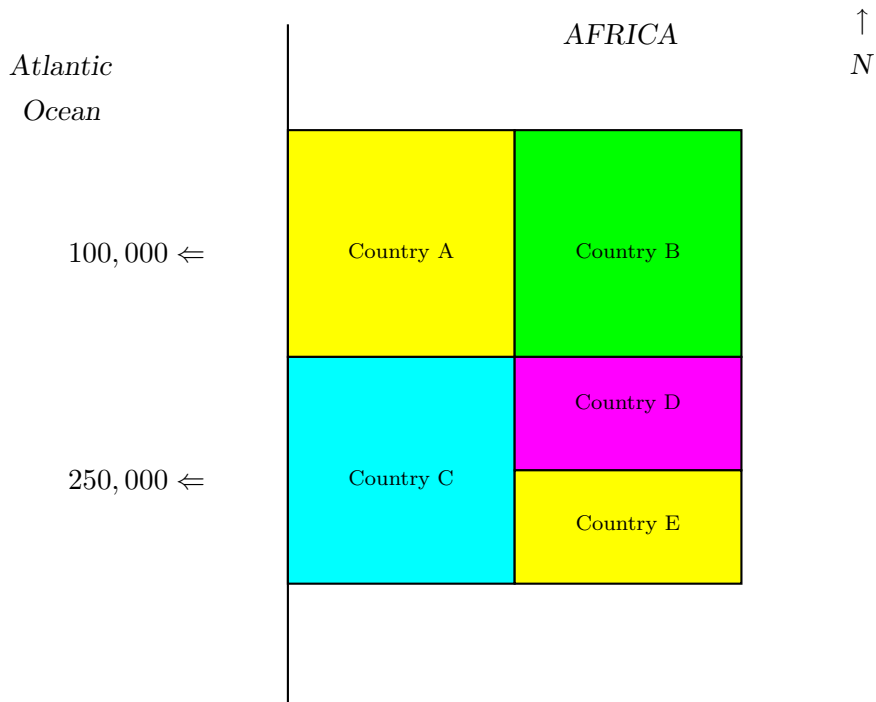 AFRICA
↑
N
Atlantic
Ocean
100,000 ⇐
Country A
Country B
Country D
250,000 ⇐
Country C
Country E